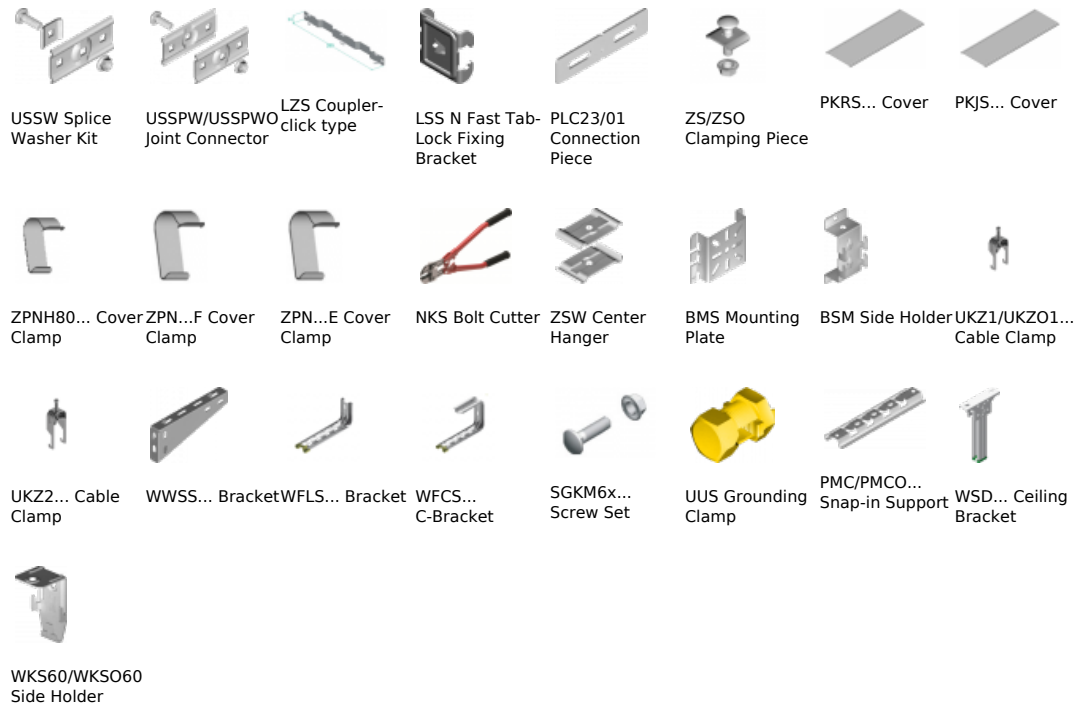 USSW Splice
Washer Kit
USSPW/USSPWO
Joint Connector
LZS Coupler-
click type
LSS N Fast Tab-
Lock Fixing
Bracket
PLC23/01
Connection
Piece
ZS/ZSO
Clamping Piece
PKRS... Cover
PKJS... Cover
ZPNH80... Cover
Clamp
ZPN...F Cover
Clamp
ZPN...E Cover
Clamp
NKS Bolt Cutter
ZSW Center
Hanger
BMS Mounting
Plate
BSM Side Holder
UKZ1/UKZO1...
Cable Clamp
UKZ2... Cable
Clamp
WWSS... Bracket
WFLS... Bracket
WFCS...
C-Bracket
SGKM6x...
Screw Set
UUS Grounding
Clamp
PMC/PMCO...
Snap-in Support
WSD... Ceiling
Bracket
WKS60/WKSO60
Side Holder